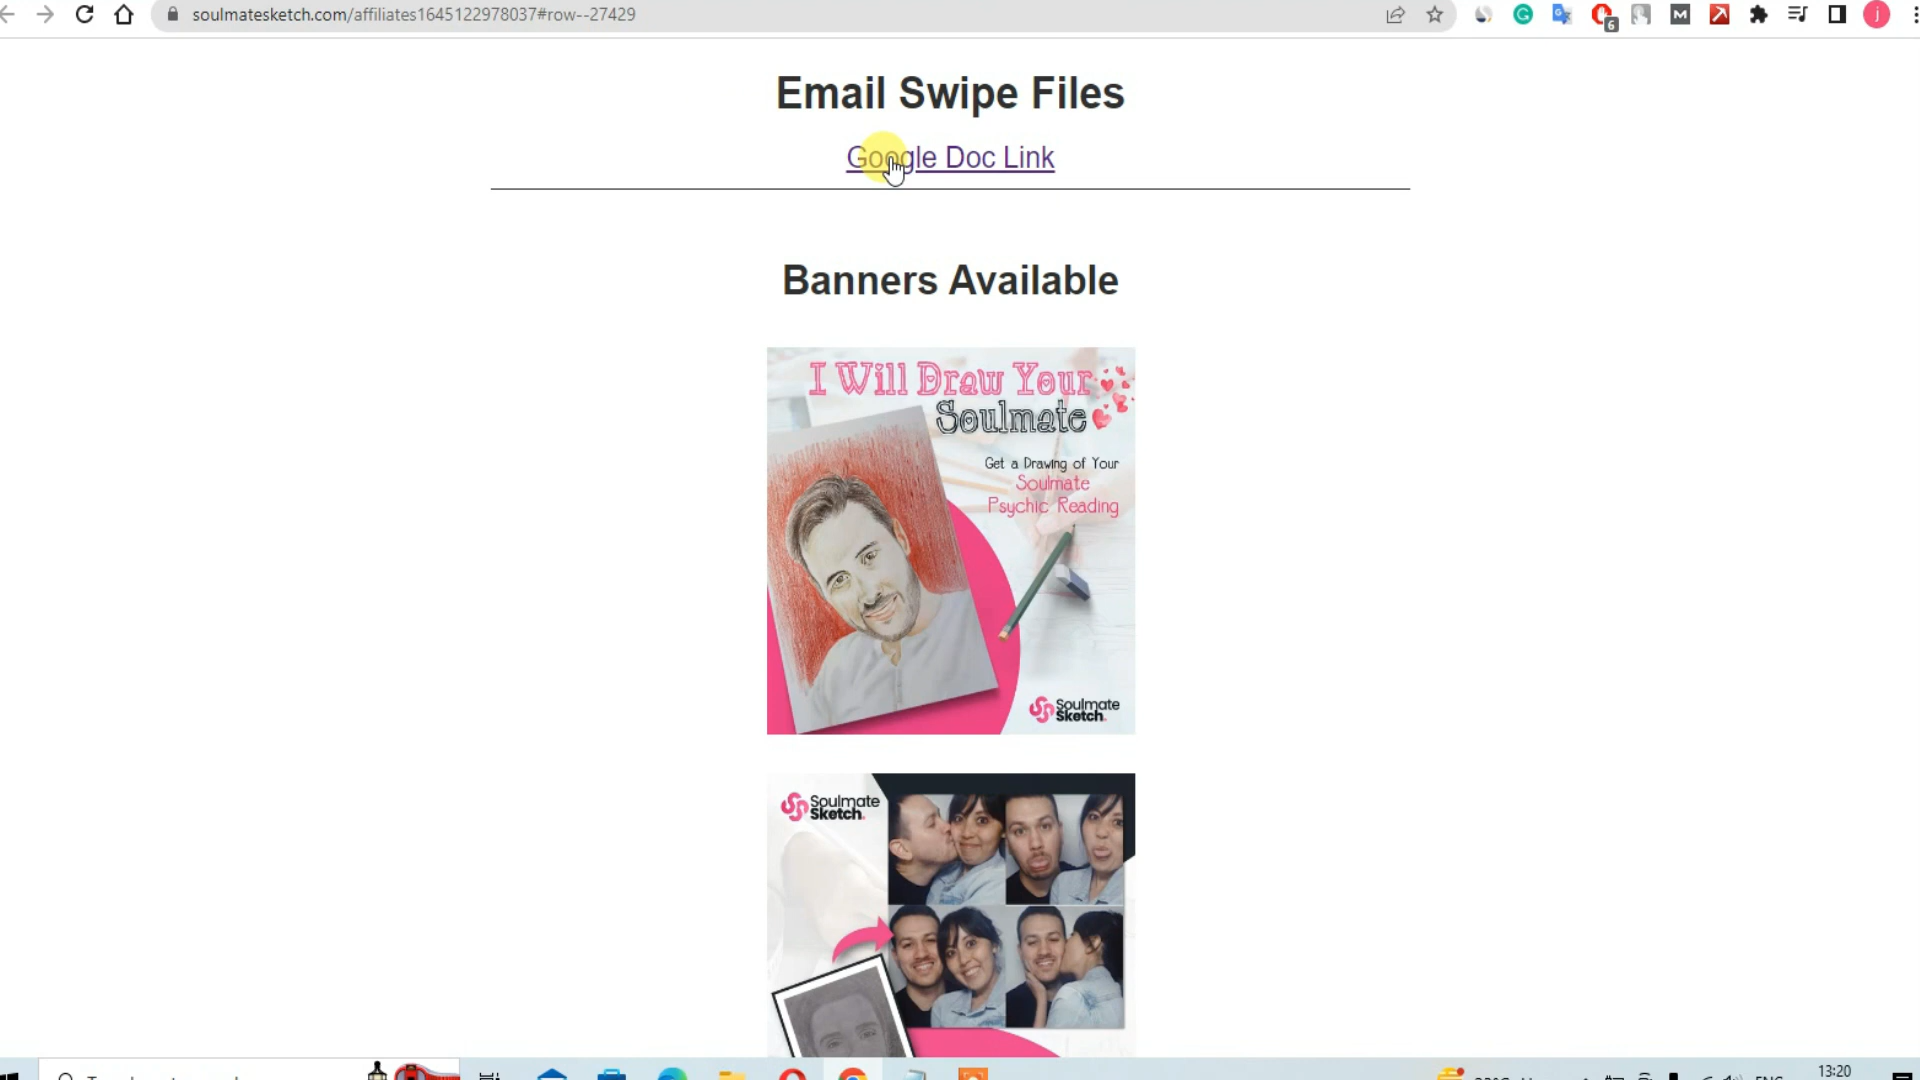 soulmatesketch.com/affiliates1645122978037#row--27429
6
M
j
Email Swipe Files
Google Doc Link
Banners Available
I Will Draw Your
Soulmate
Get a Drawing of Your
Soulmate
Psychic Reading
Soulmate
Sketch.
Soulmate
Sketch.
13:20